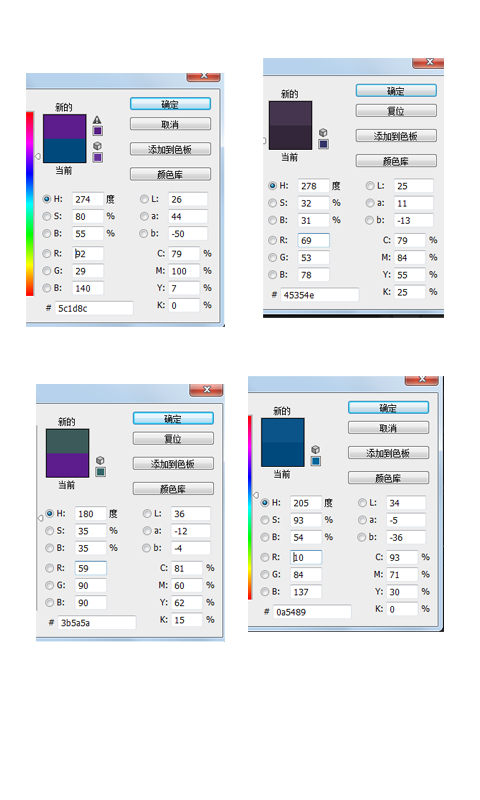 新的
确定
取消
添加到色板
当前
颜色库
H: 274 度 L: 26
S: 80 % a: 44
B: 55 % b: -50
R: 92 C: 79 %
G: 29 M: 100 %
B: 140 Y: 7 %
# 5c1d8c K: 0 %
新的
确定
复位
添加到色板
当前
颜色库
H: 278 度 L: 25
S: 32 % a: 11
B: 31 % b: -13
R: 69 C: 79 %
G: 53 M: 84 %
B: 78 Y: 55 %
# 45354e K: 25 %
新的
确定
复位
添加到色板
当前
颜色库
H: 180 度 L: 36
S: 35 % a: -12
B: 35 % b: -4
R: 59 C: 81 %
G: 90 M: 60 %
B: 90 Y: 62 %
# 3b5a5a K: 15 %
新的
确定
取消
添加到色板
当前
颜色库
H: 205 度 L: 34
S: 93 % a: -5
B: 54 % b: -36
R: 10 C: 93 %
G: 84 M: 71 %
B: 137 Y: 30 %
# 0a5489 K: 0 %